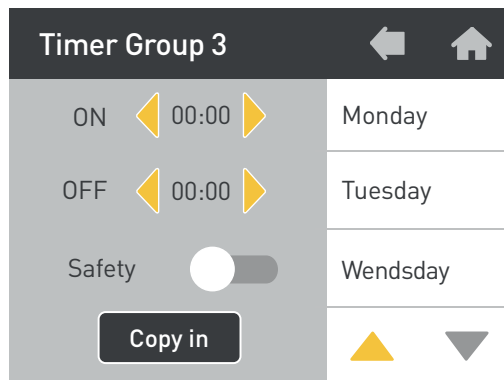 Timer Group 3
ON 00:00
OFF 00:00
Safety
Copy in
Monday
Tuesday
Wendsday